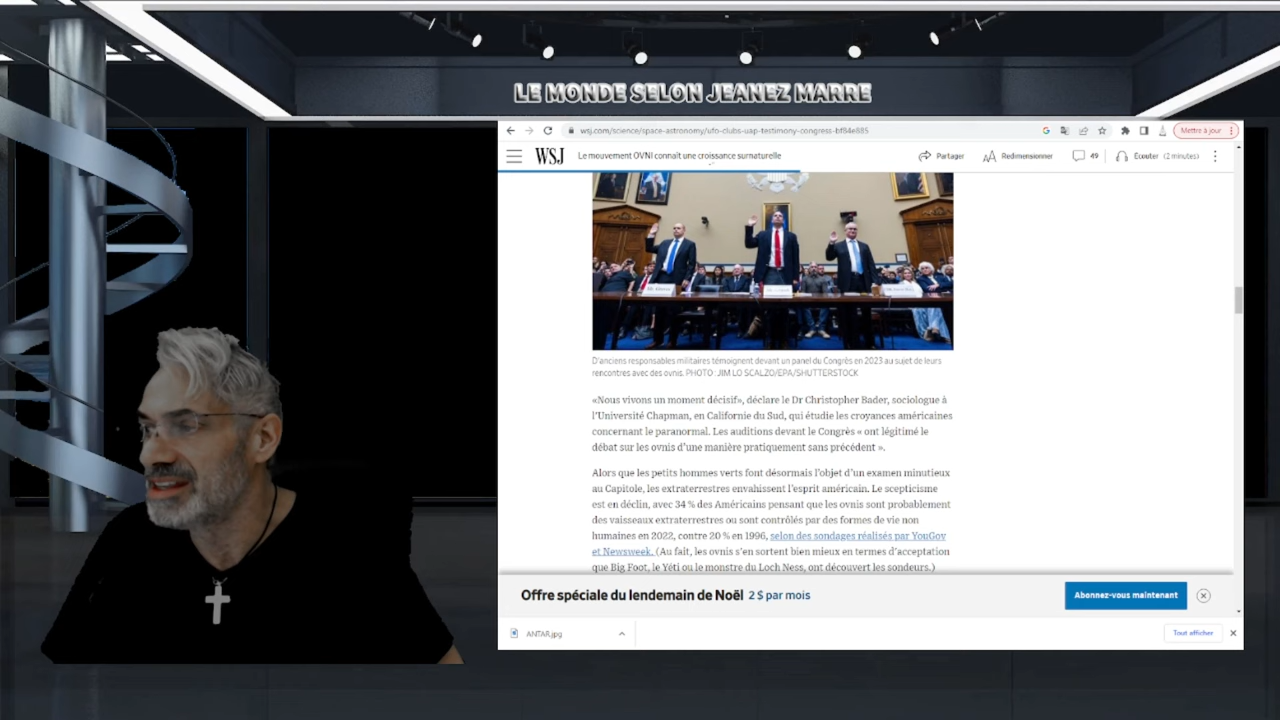 LE MONDE SELON JEANEZ MARRE
wsj.com/science/space-astronomy/ufo-clubs-uap-testimony-congress-bf84e885
Mettre à jour
WSJ
Le mouvement OVNI connaît une croissance surnaturelle
Partager
Redimensionner
49
Écouter (2 minutes)
D'anciens responsables militaires témoignent devant un panel du Congrès en 2023 au sujet de leurs
rencontres avec des ovnis. PHOTO : JIM LO SCALZO/EPA/SHUTTERSTOCK
«Nous vivons un moment décisif», déclare le Dr Christopher Bader, sociologue à
l'Université Chapman, en Californie du Sud, qui étudie les croyances américaines
concernant le paranormal. Les auditions devant le Congrès « ont légitimé le
débat sur les ovnis d'une manière pratiquement sans précédent ».
Alors que les petits hommes verts font désormais l'objet d'un examen minutieux
au Capitole, les extraterrestres envahissent l'esprit américain. Le scepticisme
est en déclin, avec 34 % des Américains pensant que les ovnis sont probablement
des vaisseaux extraterrestres ou sont contrôlés par des formes de vie non
humaines en 2022, contre 20 % en 1996, selon des sondages réalisés par YouGov
et Newsweek. (Au fait, les ovnis s'en sortent bien mieux en termes d'acceptation
que Big Foot, le Yéti ou le monstre du Loch Ness, ont découvert les sondeurs.)
Offre spéciale du lendemain de Noël 2 $ par mois
Abonnez-vous maintenant
ANTAR.jpg
Tout afficher